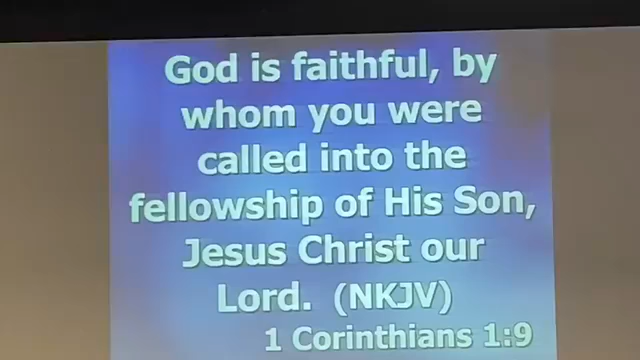 God is faithful, by
whom you were
called into the
fellowship of His Son,
Jesus Christ our
Lord. (NKJV)
1 Corinthians 1:9